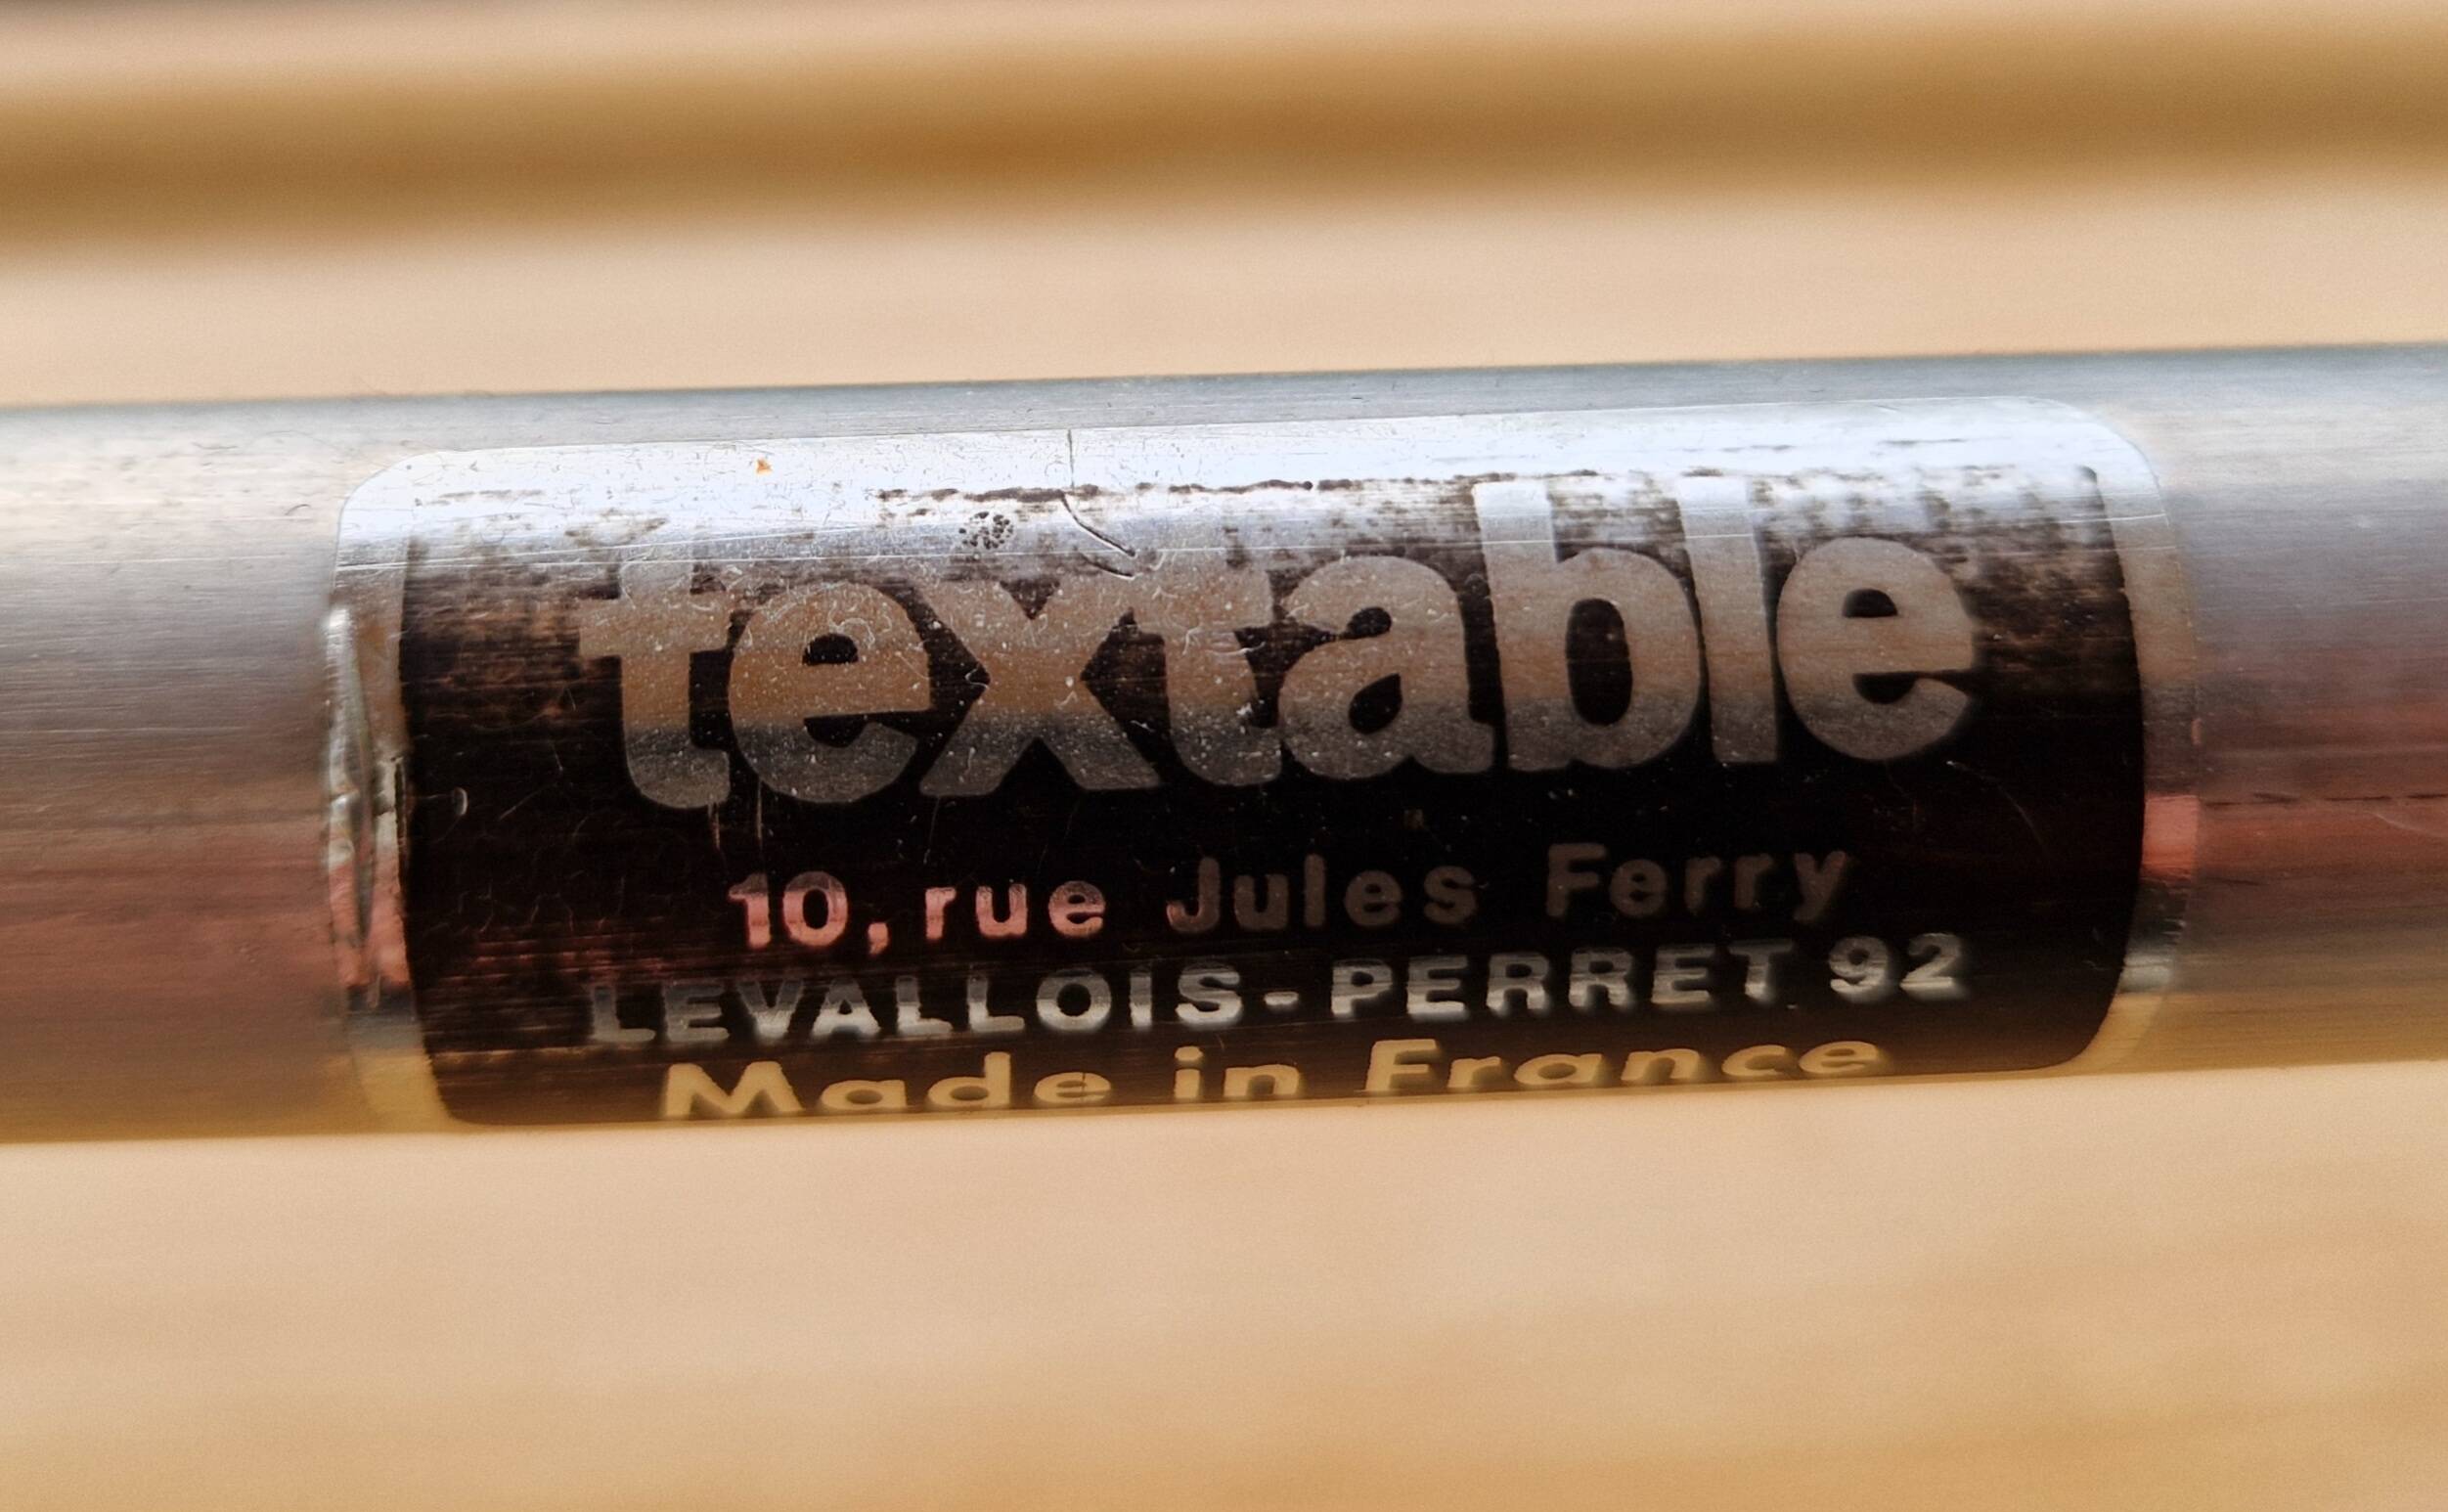 textable
10, rue Jules Ferry
LEVALLOIS-PERRET 92
Made in France